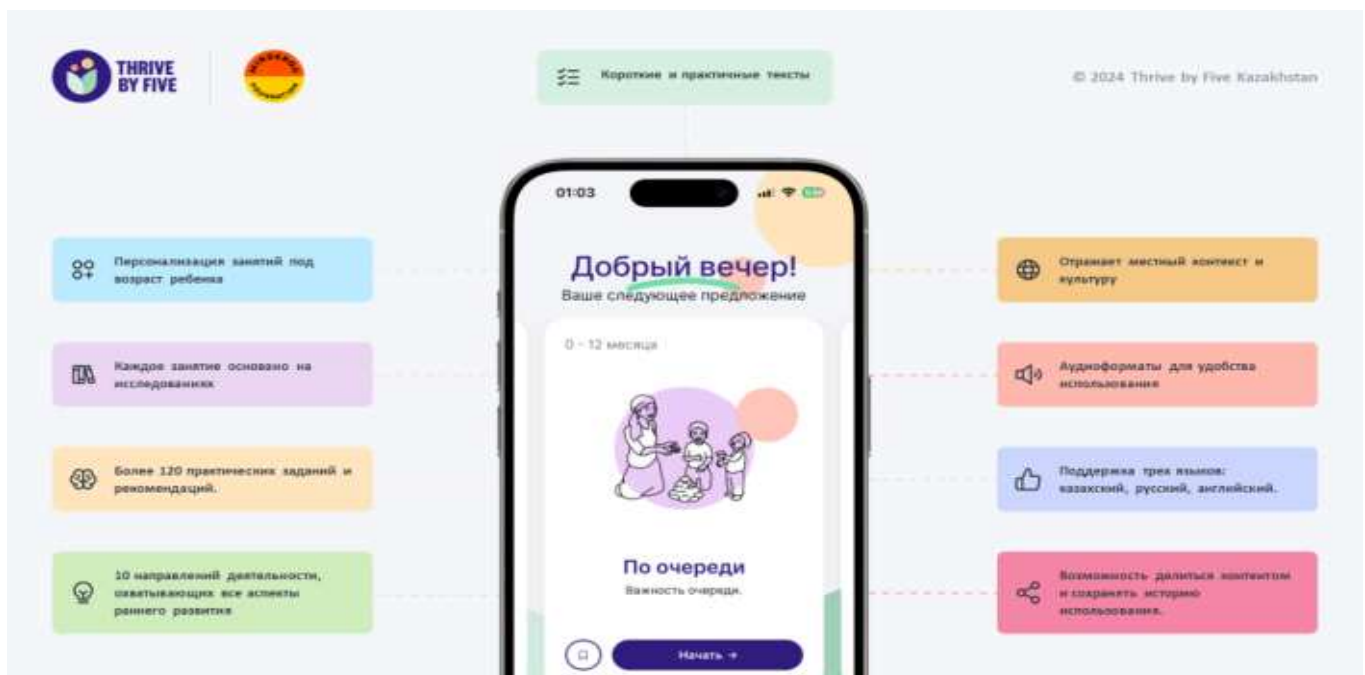 THRIVE
BY FIVE
MINDEROO
FOUNDATION
Короткие и практичные тексты
© 2024 Thrive by Five Kazakhstan
01:03
Добрый вечер!
Ваше следующее предложение
0 - 12 месяца
По очереди
Важность очереди.
Начать →
Персонализация занятий под
возраст ребенка
Каждое занятие основано на
исследованиях
Более 120 практических заданий и
рекомендаций.
10 направлений деятельности,
охватывающих все аспекты
раннего развития
Отражает местный контекст и
культуру
Аудиоформаты для удобства
использования
Поддержка трех языков:
казахский, русский, английский.
Возможность делиться контентом
и сохранять историю
использования.